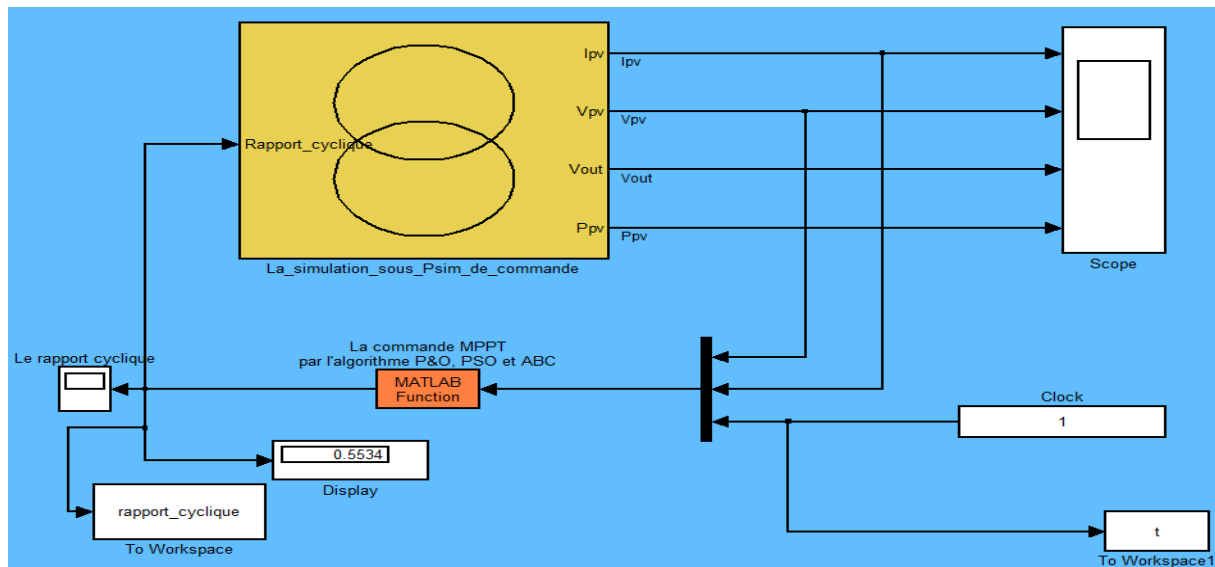 Ipv
Ipv
Vpv
Vpv
Rapport_cyclique
Vout
Vout
Ppv
Ppv
La_simulation_sous_Psim_de_commande
Scope
Le rapport cyclique
La commande MPPT
par l'algorithme P&O, PSO et ABC
MATLAB
Function
Clock
1
0.5534
Display
rapport_cyclique
To Workspace
t
To Workspace1